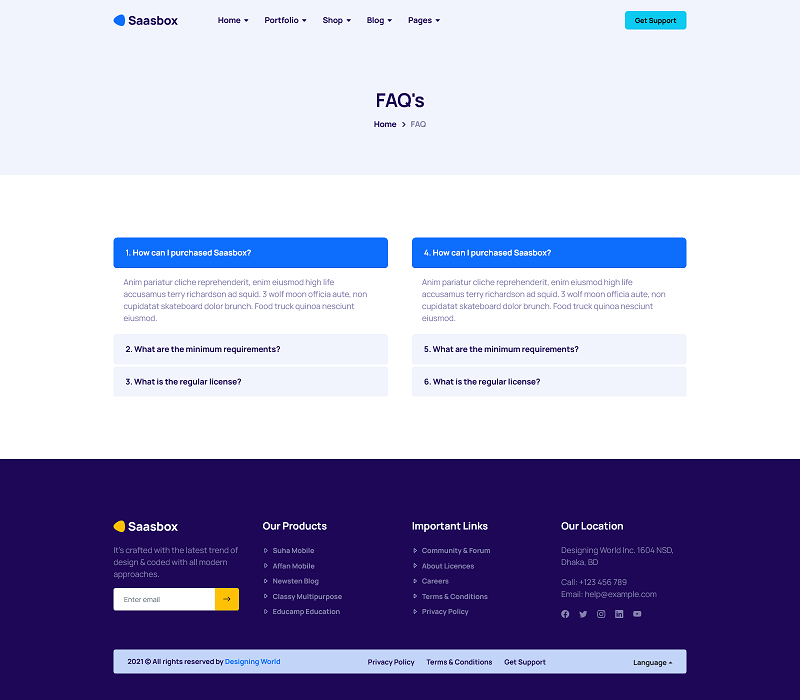 Saasbox
Home
Portfolio
Shop
Blog
Pages
Get Support
FAQ's
Home > FAQ
1. How can I purchased Saasbox?
Anim pariatur cliche reprehenderit, enim eiusmod high life
accusamus terry richardson ad squid. 3 wolf moon officia aute, non
cupidatat skateboard dolor brunch. Food truck quinoa nesciunt
eiusmod.
2. What are the minimum requirements?
3. What is the regular license?
4. How can I purchased Saasbox?
Anim pariatur cliche reprehenderit, enim eiusmod high life
accusamus terry richardson ad squid. 3 wolf moon officia aute, non
cupidatat skateboard dolor brunch. Food truck quinoa nesciunt
eiusmod.
5. What are the minimum requirements?
6. What is the regular license?
Saasbox
It's crafted with the latest trend of
design & coded with all modern
approaches.
Enter email
Our Products
Suha Mobile
Affan Mobile
Newsten Blog
Classy Multipurpose
Educamp Education
Important Links
Community & Forum
About Licences
Careers
Terms & Conditions
Privacy Policy
Our Location
Designing World Inc. 1604 NSD,
Dhaka, BD
Call: +123 456 789
Email: help@example.com
2021 © All rights reserved by Designing World
Privacy Policy
Terms & Conditions
Get Support
Language